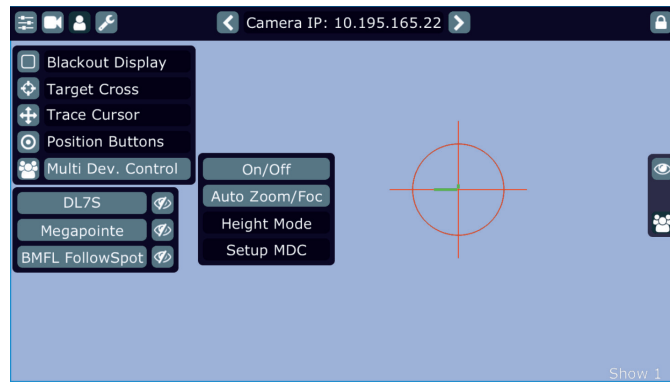 Camera IP: 10.195.165.22
Blackout Display
Target Cross
Trace Cursor
Position Buttons
Multi Dev. Control
On/Off
Auto Zoom/Foc
Height Mode
Setup MDC
DL7S
Megapointe
BMFL FollowSpot
Show 1